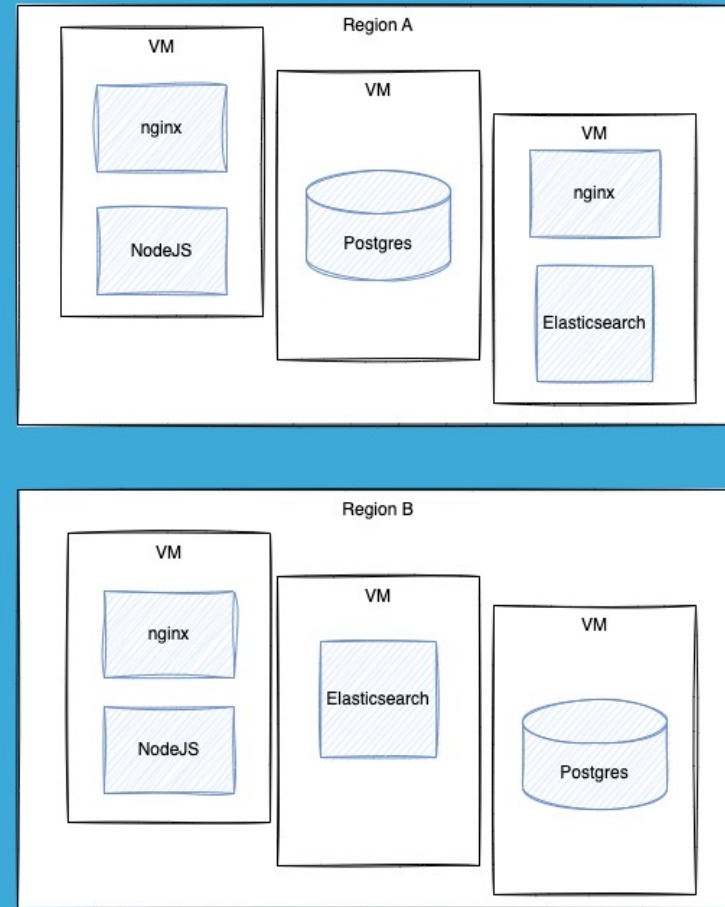 Region A
VM
nginx
NodeJS
VM
Postgres
VM
nginx
Elasticsearch
Region B
VM
nginx
NodeJS
VM
Elasticsearch
VM
Postgres